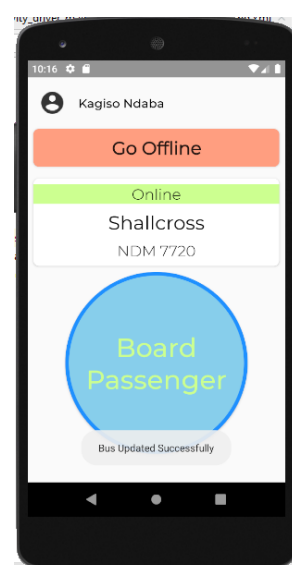 10:16
Kagiso Ndaba
Go Offline
Online
Shallcross
NDM 7720
Board
Passenger
Bus Updated Successfully